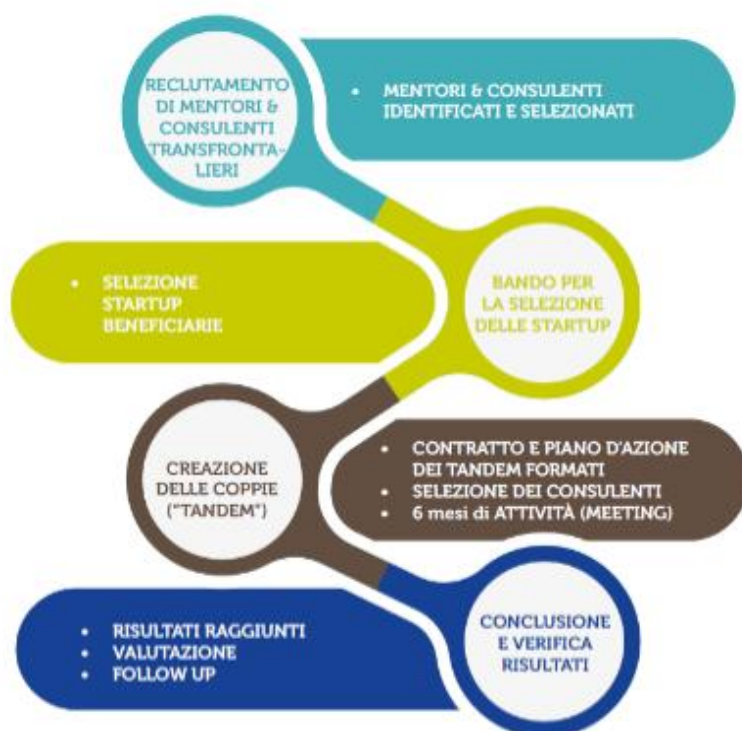 RECLUTAMENTO
DI MENTORI &
CONSULENTI
TRANSFRONTA-
LIERI
• MENTORI & CONSULENTI
IDENTIFICATI E SELEZIONATI
BANDO PER
LA SELEZIONE
DELLE STARTUP
• SELEZIONE
STARTUP
BENEFICIARIE
CREAZIONE
DELLE COPPIE
("TANDEM")
• CONTRATTO E PIANO D'AZIONE
DEI TANDEM FORMATI
• SELEZIONE DEI CONSULENTI
• 6 mesi di ATTIVITÀ (MEETING)
CONCLUSIONE
E VERIFICA
RISULTATI
• RISULTATI RAGGIUNTI
• VALUTAZIONE
• FOLLOW UP